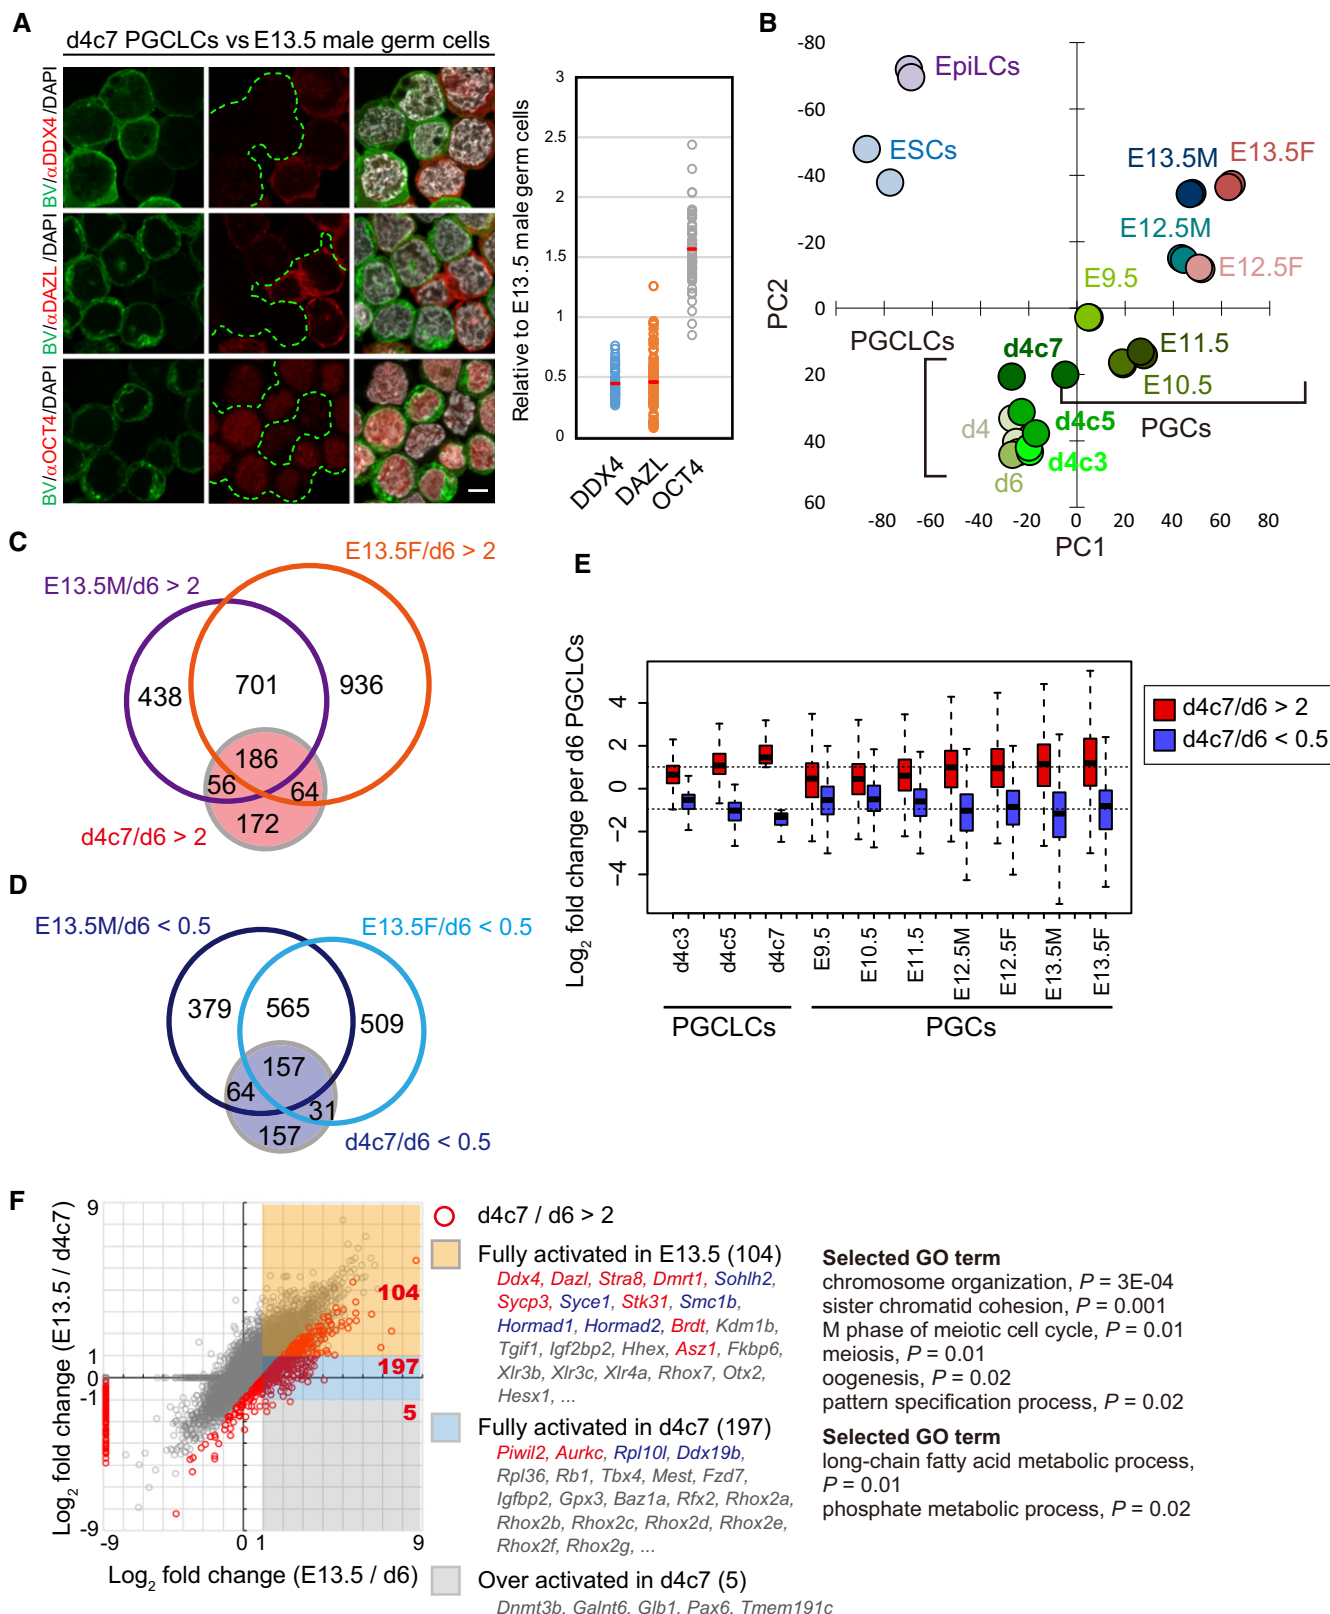 A
d4c7 PGCLCs vs E13.5 male germ cells
BV/αDDX4/DAPI
BV/αDAZL/DAPI
BV/αOCT4/DAPI
Relative to E13.5 male germ cells
3
2.5
2
1.5
1
0.5
0
DDX4
DAZL
OCT4
B
-80
-60
-40
-20
0
20
40
60
PC2
EpiLCs
ESCs
E13.5M
E13.5F
E12.5M
E12.5F
E9.5
PGCLCs
d4c7
E11.5
E10.5
d4
d4c5
PGCs
d4c3
d6
-80 -60 -40 -20 0 20 40 60 80
PC1
C
E13.5F/d6 > 2
E13.5M/d6 > 2
438
701
936
186
56
64
172
d4c7/d6 > 2
D
E13.5M/d6 < 0.5
E13.5F/d6 < 0.5
379
565
509
157
64
31
157
d4c7/d6 < 0.5
E
Log2 fold change per d6 PGCLCs
4
2
0
−2
−4
d4c7/d6 > 2
d4c7/d6 < 0.5
d4c3
d4c5
d4c7
E9.5
E10.5
E11.5
E12.5M
E12.5F
E13.5M
E13.5F
PGCLCs
PGCs
F
Log2 fold change (E13.5 / d4c7)
9
1
0
-1
-9
104
197
5
-9 0 1 9
Log2 fold change (E13.5 / d6)
d4c7 / d6 > 2
Fully activated in E13.5 (104)
Ddx4, Dazl, Stra8, Dmrt1, Sohlh2,
Sycp3, Syce1, Stk31, Smc1b,
Hormad1, Hormad2, Brdt, Kdm1b,
Tgif1, Igf2bp2, Hhex, Asz1, Fkbp6,
Xlr3b, Xlr3c, Xlr4a, Rhox7, Otx2,
Hesx1, ...
Fully activated in d4c7 (197)
Piwil2, Aurkc, Rpl10l, Ddx19b,
Rpl36, Rb1, Tbx4, Mest, Fzd7,
Igfbp2, Gpx3, Baz1a, Rfx2, Rhox2a,
Rhox2b, Rhox2c, Rhox2d, Rhox2e,
Rhox2f, Rhox2g, ...
Over activated in d4c7 (5)
Dnmt3b, Galnt6, Glb1, Pax6, Tmem191c
Selected GO term
chromosome organization, P = 3E-04
sister chromatid cohesion, P = 0.001
M phase of meiotic cell cycle, P = 0.01
meiosis, P = 0.01
oogenesis, P = 0.02
pattern specification process, P = 0.02
Selected GO term
long-chain fatty acid metabolic process,
P = 0.01
phosphate metabolic process, P = 0.02